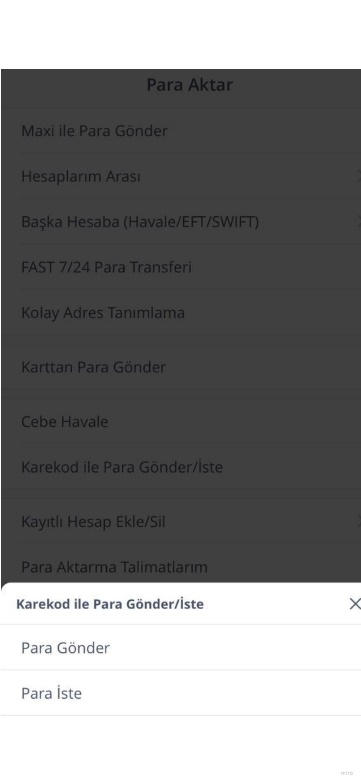 Para Aktar
Maxi ile Para Gönder
Hesaplarım Arası
Başka Hesaba (Havale/EFT/SWIFT)
FAST 7/24 Para Transferi
Kolay Adres Tanımlama
Karttan Para Gönder
Cebe Havale
Karekod ile Para Gönder/İste
Kayıtlı Hesap Ekle/Sil
Para Aktarma Talimatlarım
Karekod ile Para Gönder/İste
Para Gönder
Para İste